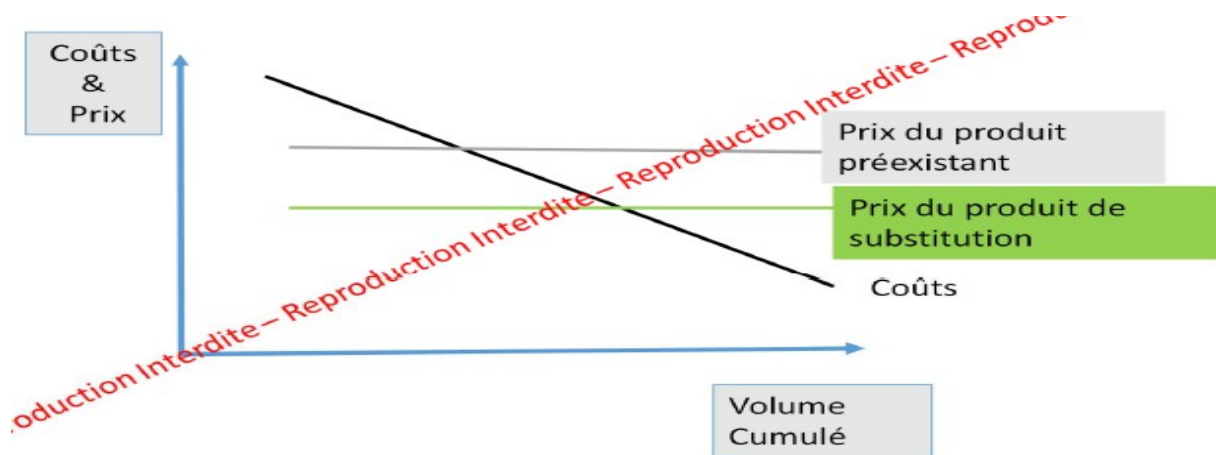 Coûts
&
Prix
Prix du produit
préexistant
Prix du produit de
substitution
Coûts
Volume
Cumulé
oduction Interdite – Reproduction Interdite – Reproduction Interdite – Reprodu